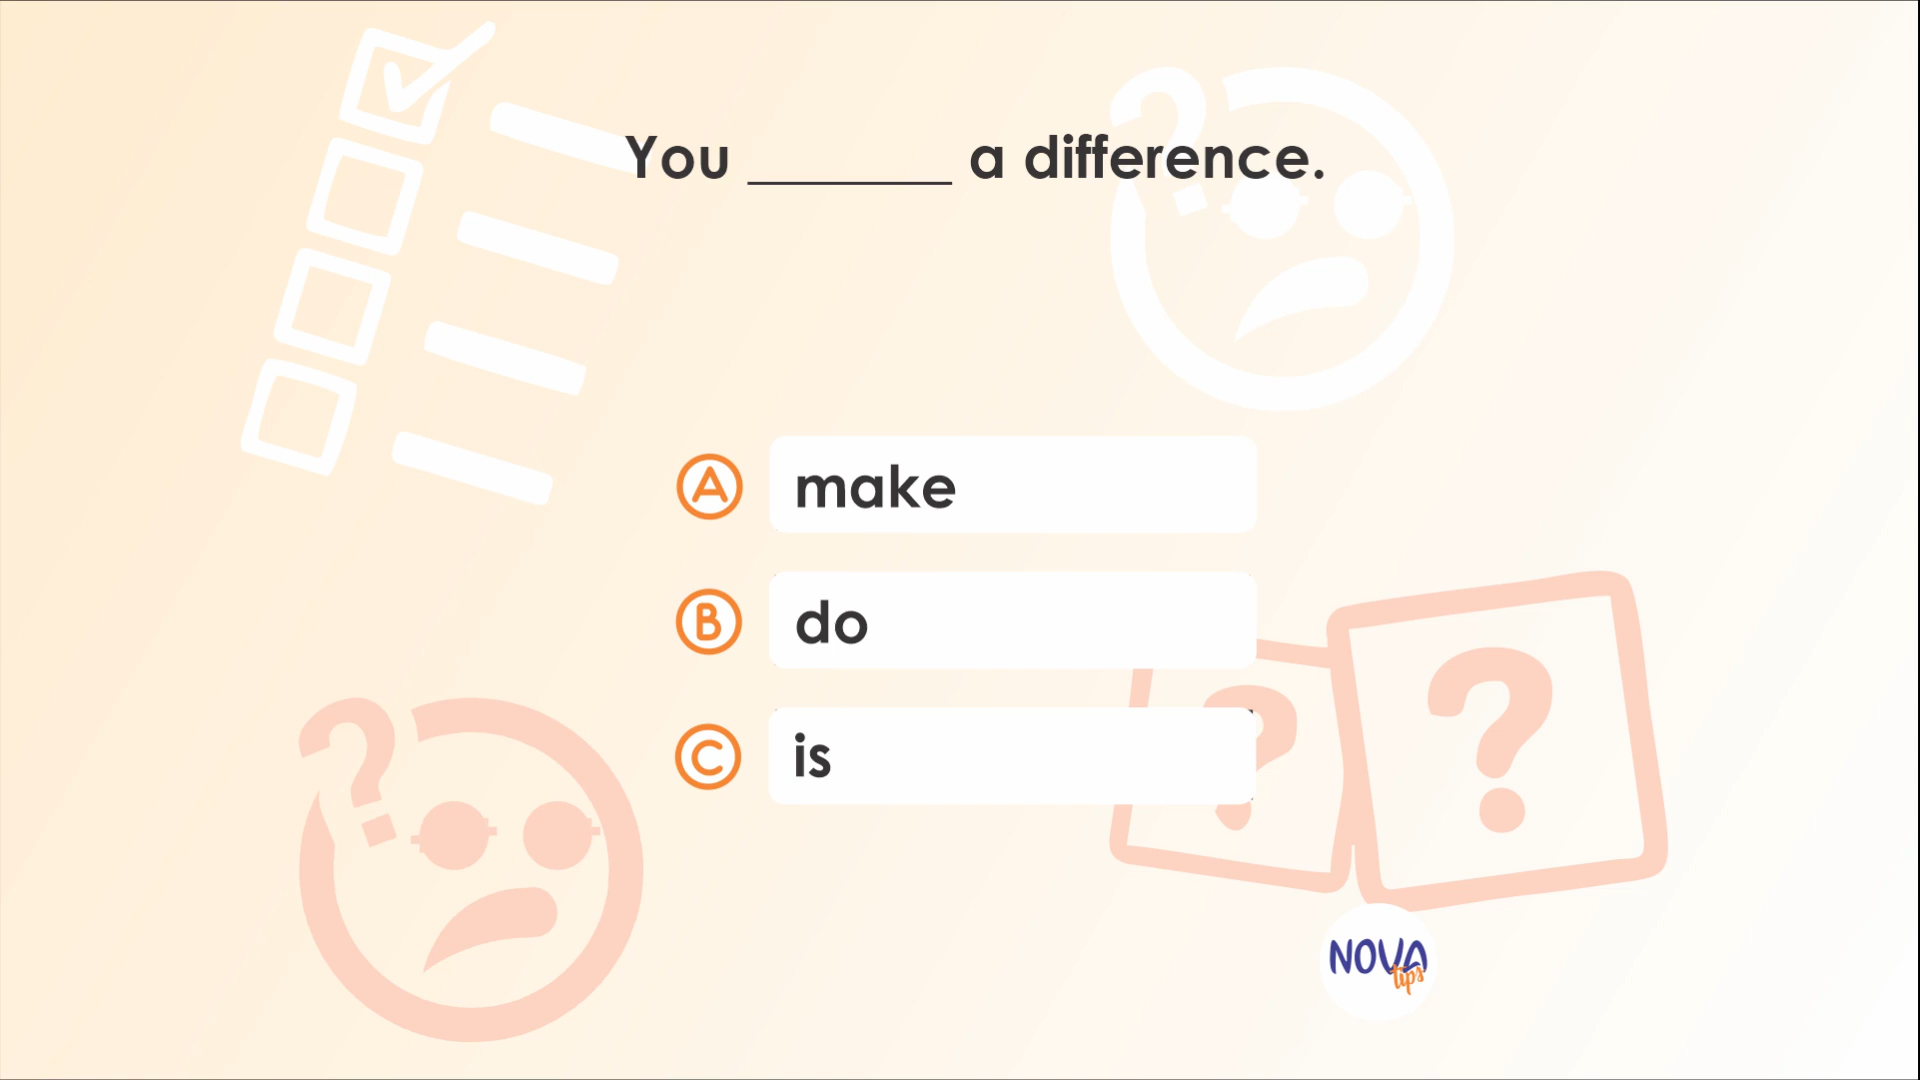 You _______ a difference.
A make
B do
C is
NOVA
tips